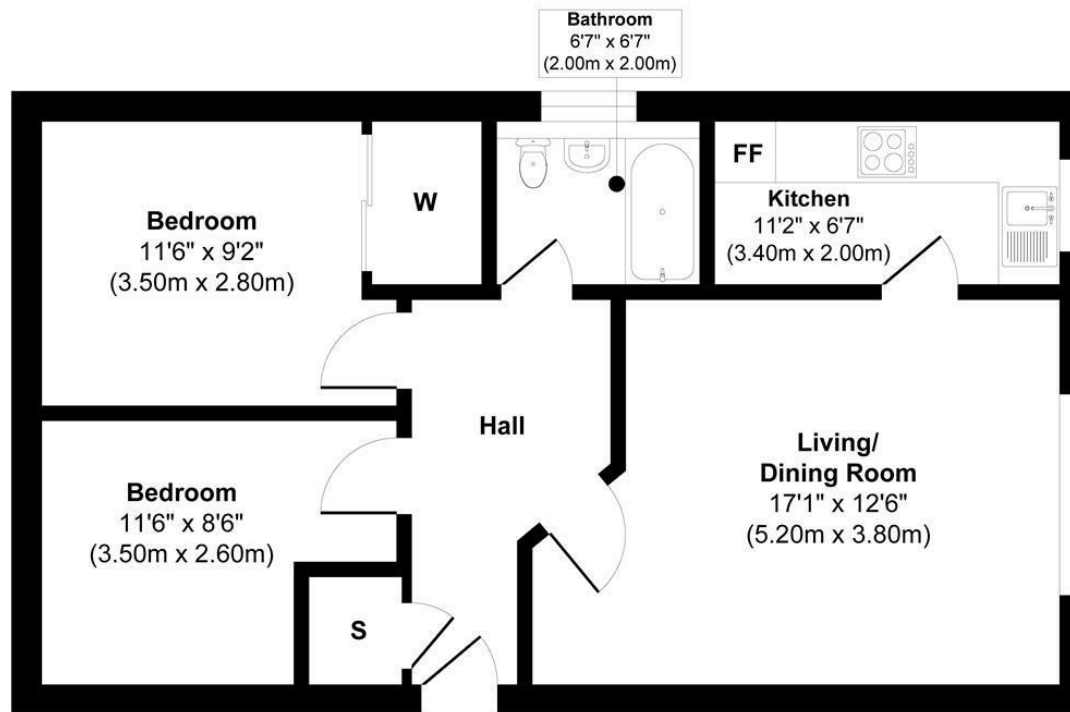 Bathroom
6'7" x 6'7"
(2.00m x 2.00m)
FF
Kitchen
11'2" x 6'7"
(3.40m x 2.00m)
W
Bedroom
11'6" x 9'2"
(3.50m x 2.80m)
Hall
Living/
Dining Room
17'1" x 12'6"
(5.20m x 3.80m)
Bedroom
11'6" x 8'6"
(3.50m x 2.60m)
S